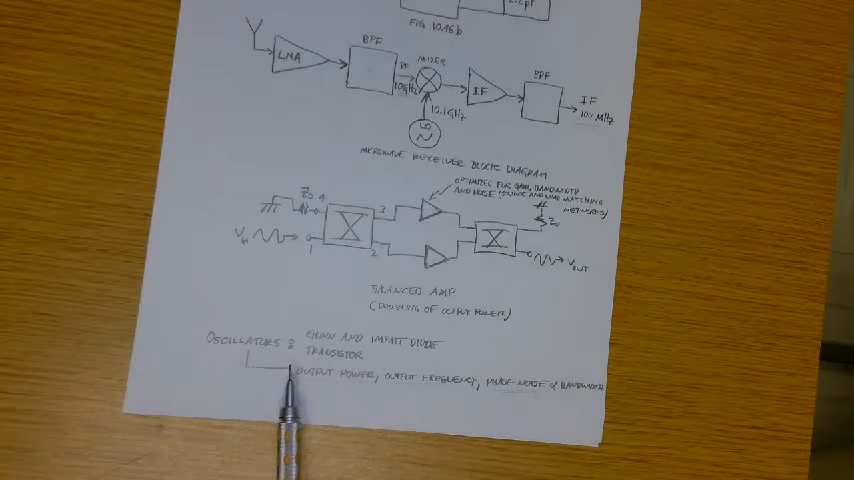 2.2pF
FIG 10.46b
BPF
LNA
RF
10GHz
MIXER
IF
BPF
IF
100 MHz
10.1GHz
LO
MICROWAVE RECEIVER BLOCK DIAGRAM
OPTIMIZED FOR GAIN, BANDWIDTH
AND NOISE (SOURCE AND LOAD MATCHING
NETWORKS)
Z0 4
3
Z0
Vin
1
2
VOUT
BALANCED AMP
(DOUBLING OF OUTPUT POWER)
OSCILLATORS : GUNN AND IMPATT DIODE
TRANSISTOR
OUTPUT POWER, OUTPUT FREQUENCY, PHASE NOISE & BANDWIDTH